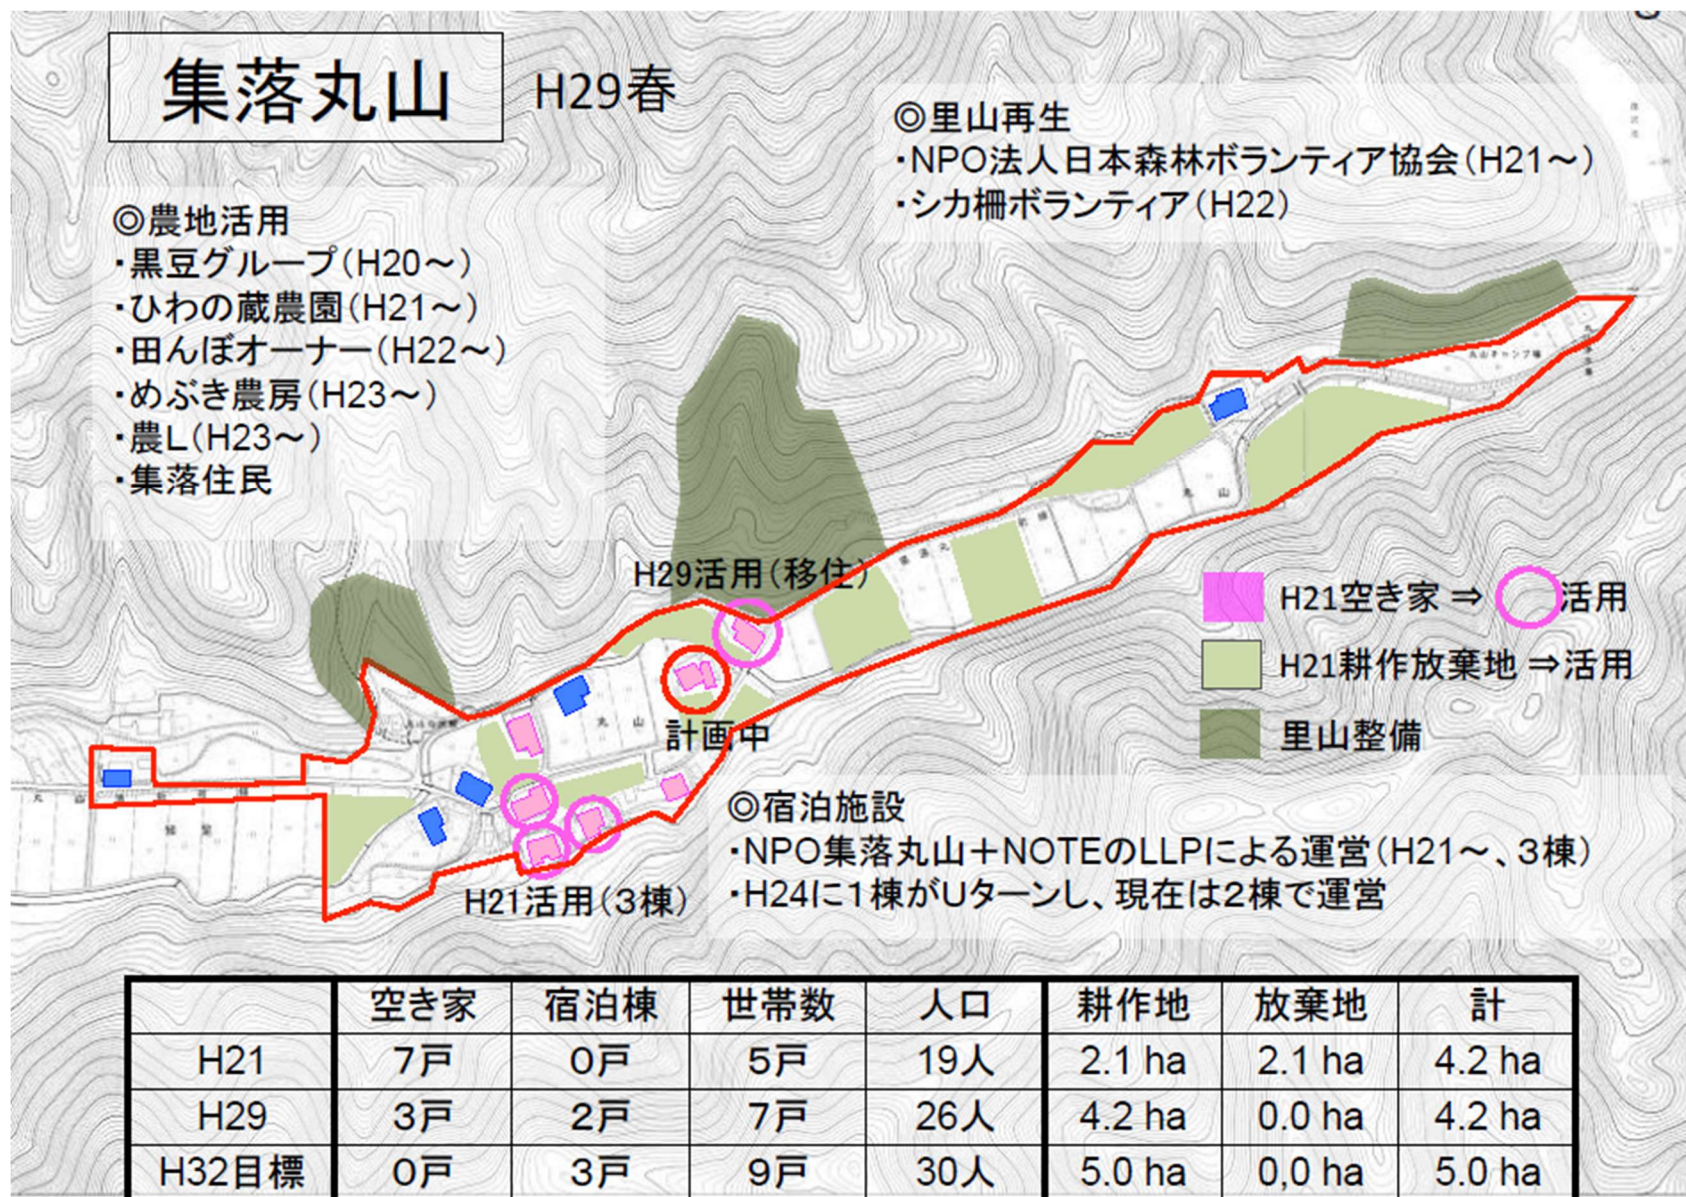 集落丸山
H29春
◎里山再生
・NPO法人日本森林ボランティア協会(H21～)
・シカ柵ボランティア(H22)
◎農地活用
・黒豆グループ(H20～)
・ひわの蔵農園(H21～)
・田んぼオーナー(H22～)
・めぶき農房(H23～)
・農L(H23～)
・集落住民
丸山キャンプ場
丸 山
H29活用(移住)
H21空き家 ⇒ 活用
H21耕作放棄地 ⇒活用
里山整備
丸 山
計画中
◎宿泊施設
・NPO集落丸山＋NOTEのLLPによる運営(H21～、3棟)
・H24に1棟がUターンし、現在は2棟で運営
H21活用(3棟)
空き家 宿泊棟 世帯数 人口 耕作地 放棄地 計
H21 7戸 0戸 5戸 19人 2.1 ha 2.1 ha 4.2 ha
H29 3戸 2戸 7戸 26人 4.2 ha 0.0 ha 4.2 ha
H32目標 0戸 3戸 9戸 30人 5.0 ha 0,0 ha 5.0 ha